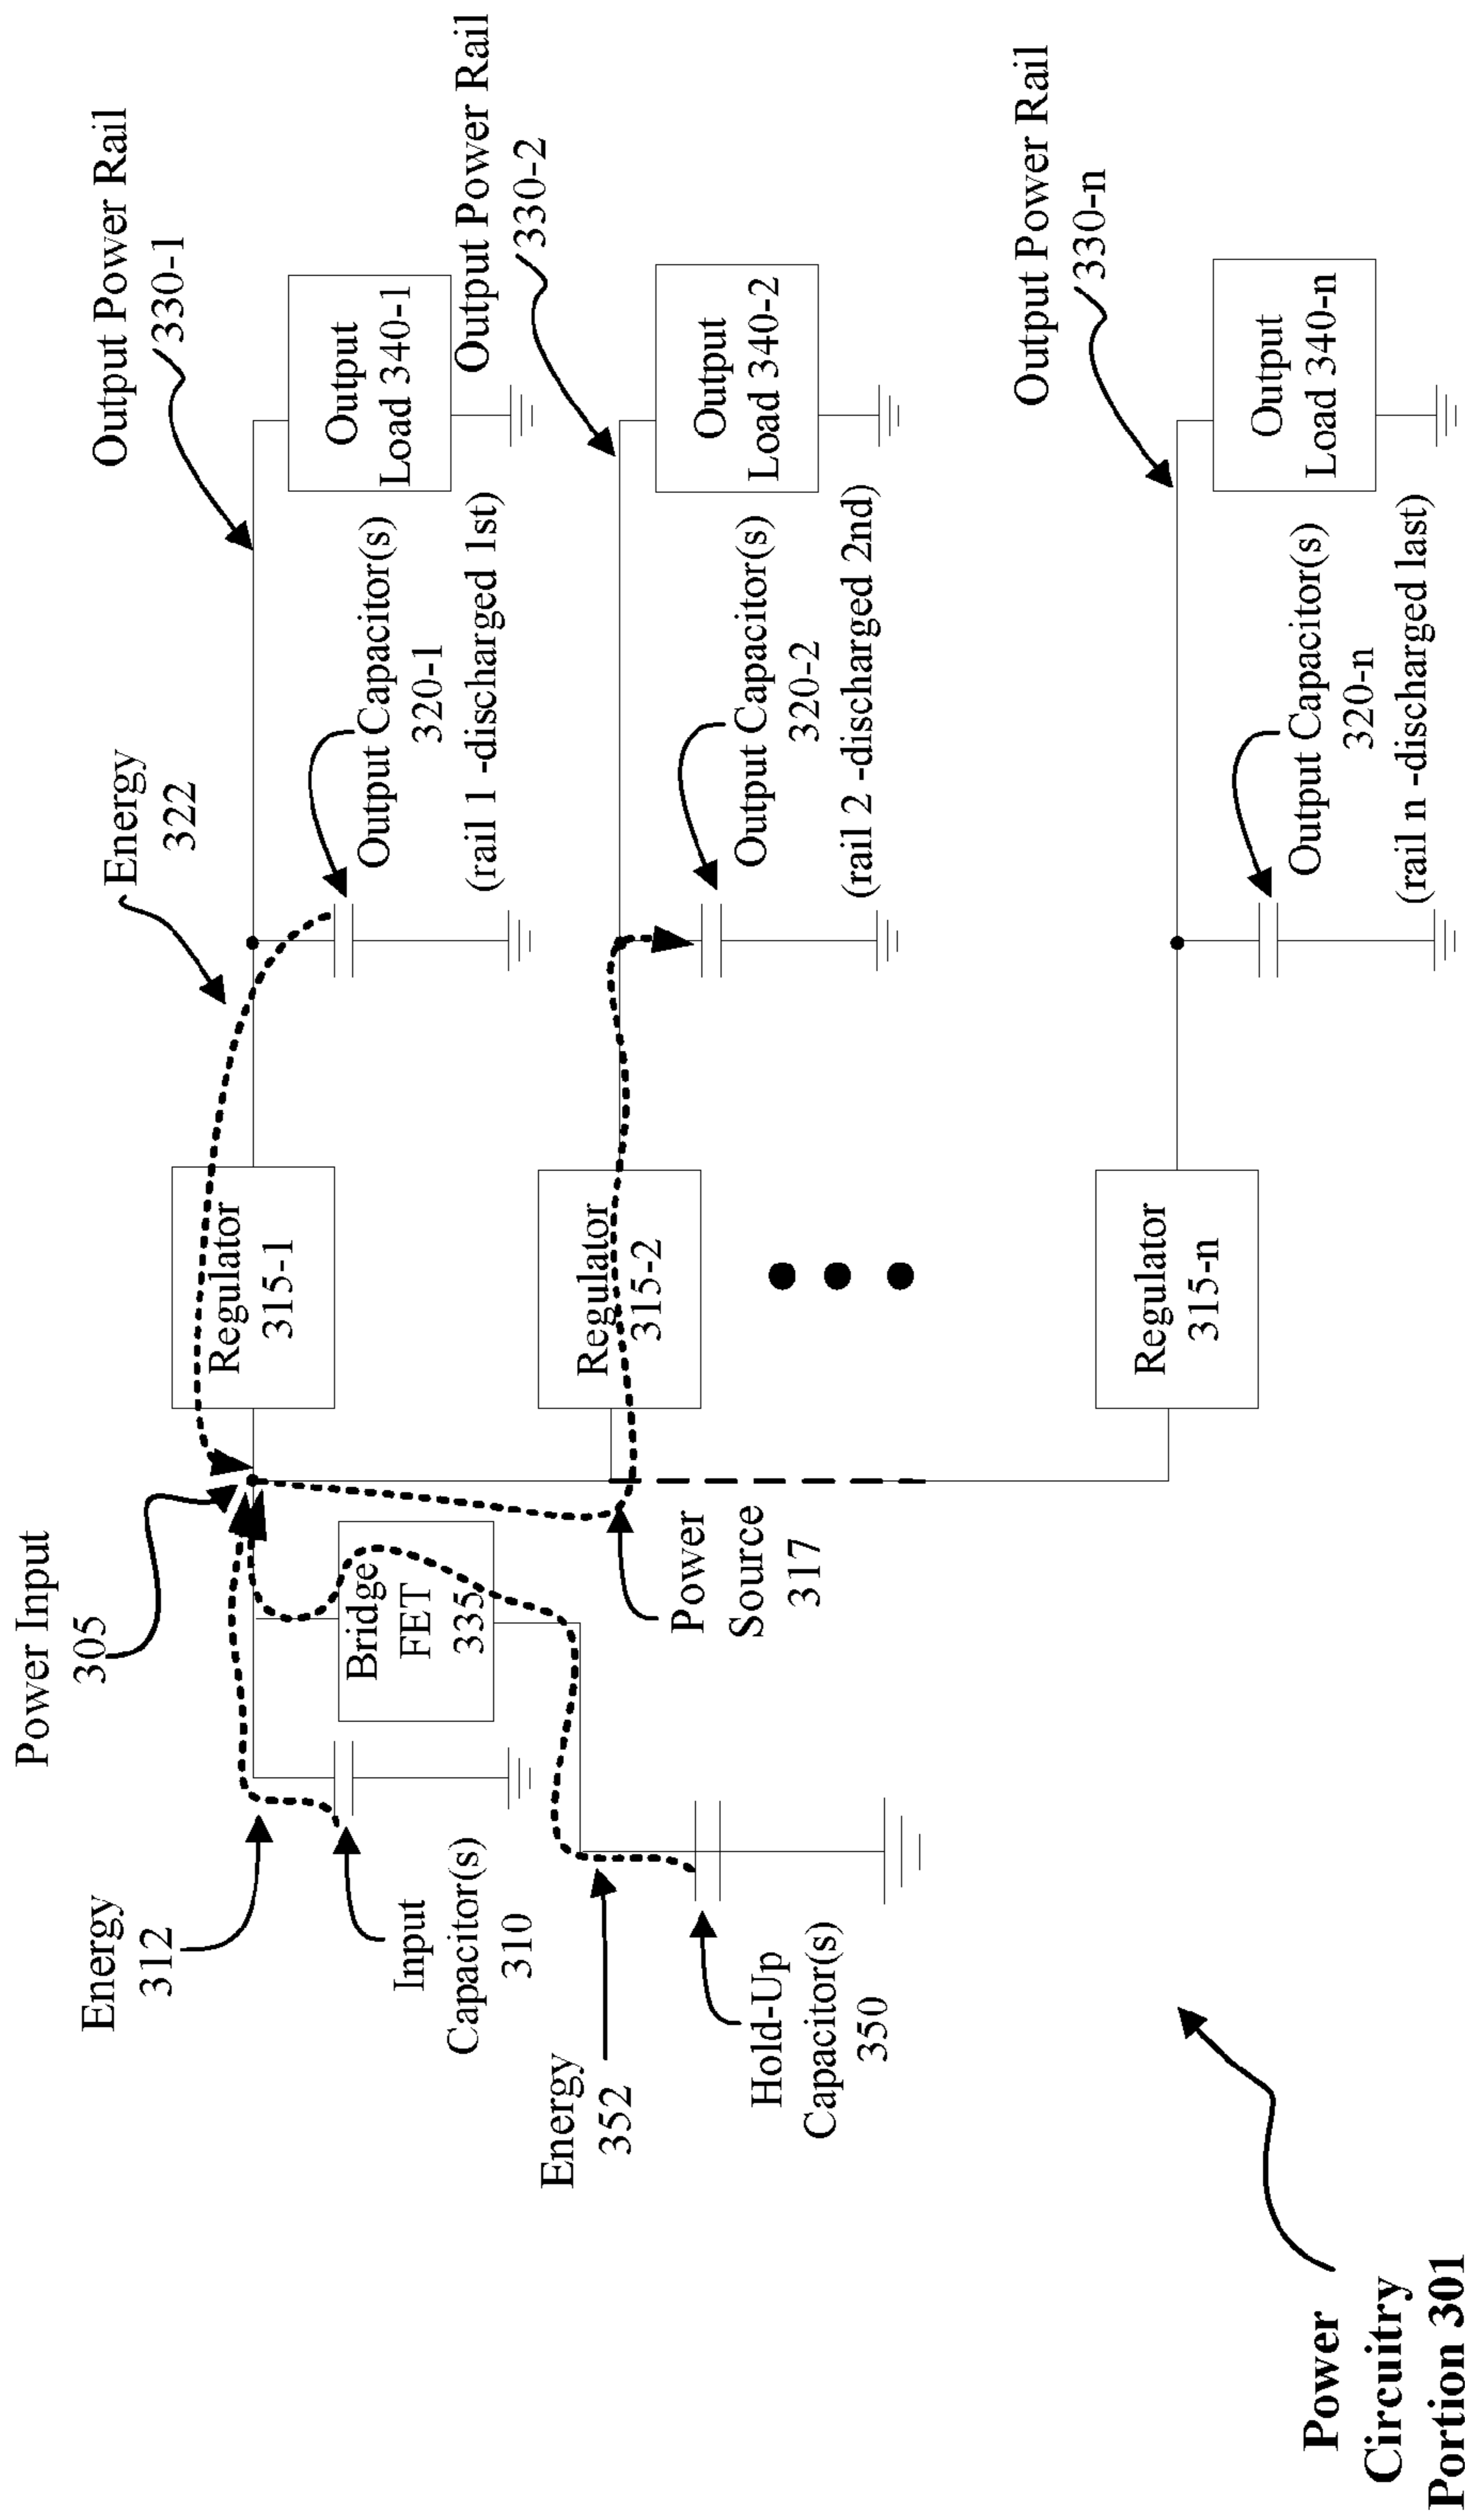 Power Input
305
Energy
312
Input
Capacitor(s)
310
Energy
352
Hold-Up
Capacitor(s)
350
Bridge
FET
335
Power
Source
317
Power
Circuitry
Portion 301
Regulator
315-1
Energy
322
Output Capacitor(s)
320-1
(rail 1 -discharged 1st)
Output Power Rail
330-1
Output
Load 340-1
Regulator
315-2
Output Capacitor(s)
320-2
(rail 2 -discharged 2nd)
Output Power Rail
330-2
Output
Load 340-2
Regulator
315-n
Output Capacitor(s)
320-n
(rail n -discharged last)
Output Power Rail
330-n
Output
Load 340-n